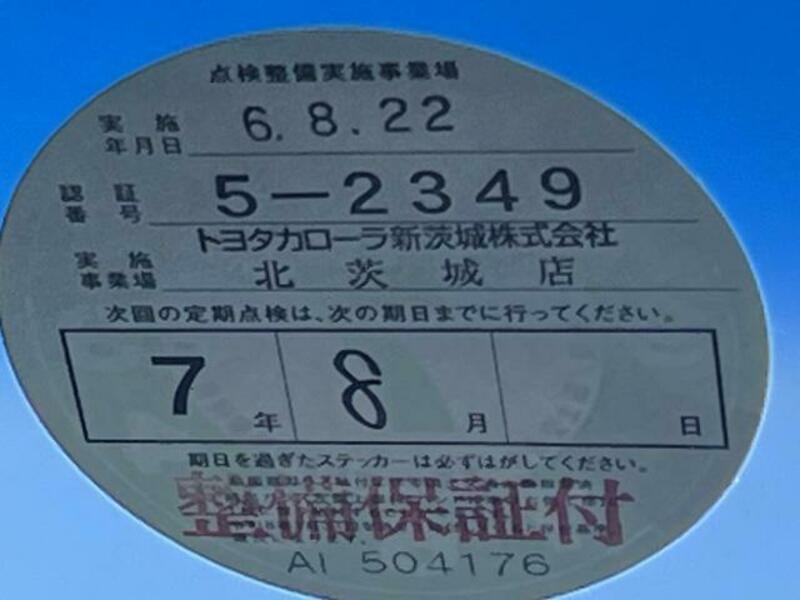 点検整備実施事業場
実施年月日 6.8.22
認証番号 5-2349
トヨタカローラ新茨城株式会社
実施事業場 北茨城店
次回の定期点検は、次の期日までに行ってください。
7年 8月 日
期日を過ぎたステッカーは必ずはがしてください。
整備保証付
AI 504176